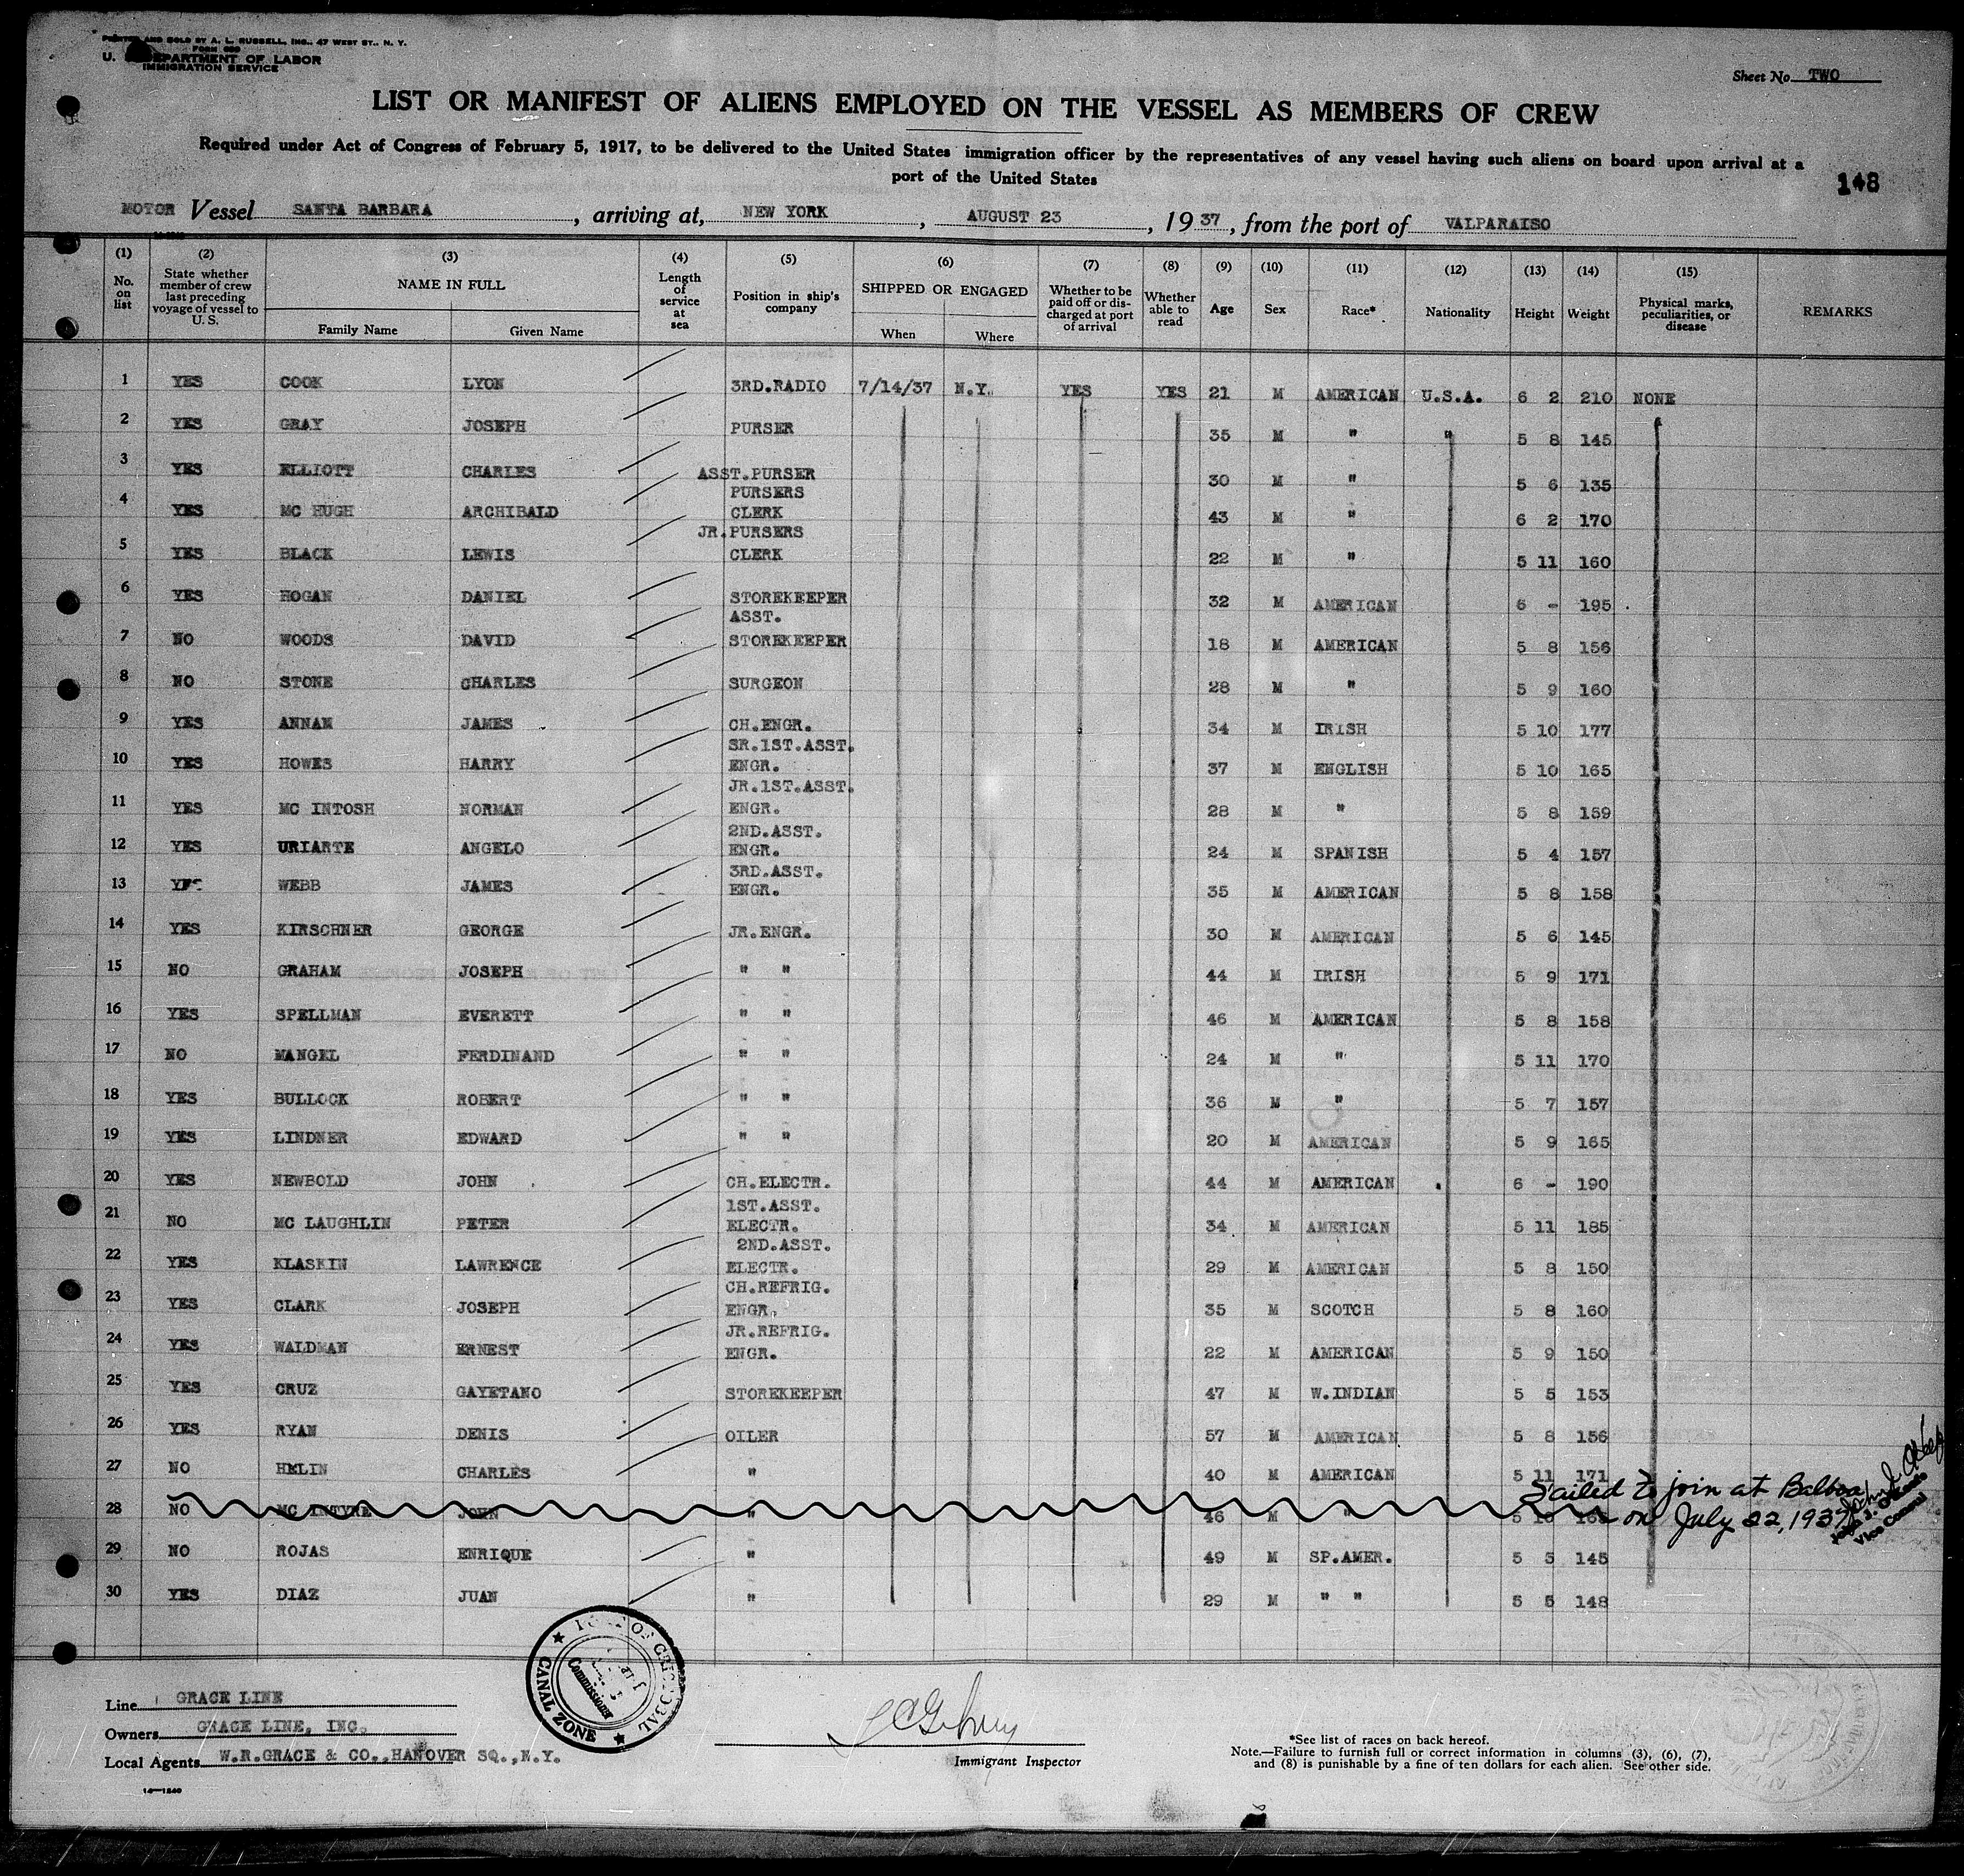 PRINTED AND SOLD BY A. L. RUSSELL, INC., 47 WEST ST., N. Y.
FORM 689
U. DEPARTMENT OF LABOR
IMMIGRATION SERVICE
Sheet No. TWO
LIST OR MANIFEST OF ALIENS EMPLOYED ON THE VESSEL AS MEMBERS OF CREW
Required under Act of Congress of February 5, 1917, to be delivered to the United States immigration officer by the representatives of any vessel having such aliens on board upon arrival at a
port of the United States
148
MOTOR Vessel SANTA BARBARA, arriving at, NEW YORK, AUGUST 23, 1937, from the port of VALPARAISO
(1) No. on list (2) State whether member of crew last preceding voyage of vessel to U. S. (3) NAME IN FULL Family Name Given Name (4) Length of service at sea (5) Position in ship's company (6) SHIPPED OR ENGAGED When Where (7) Whether to be paid off or discharged at port of arrival (8) Whether able to read (9) Age (10) Sex (11) Race* (12) Nationality (13) Height (14) Weight (15) Physical marks, peculiarities, or disease REMARKS
1 YES COOK LYON 3RD.RADIO 7/14/37 N.Y. YES YES 21 M AMERICAN U.S.A. 6 2 210 NONE
2 YES GRAY JOSEPH PURSER 35 M " " 5 8 145
3 YES ELLIOTT CHARLES ASST.PURSER 30 M " 5 6 135
4 YES MC HUGH ARCHIBALD PURSERS CLERK 43 M " 6 2 170
5 YES BLACK LEWIS JR.PURSERS CLERK 22 M " 5 11 160
6 YES HOGAN DANIEL STOREKEEPER 32 M AMERICAN 6 - 195
7 NO WOODS DAVID ASST. STOREKEEPER 18 M AMERICAN 5 8 156
8 NO STONE CHARLES SURGEON 28 M " 5 9 160
9 YES ANNAN JAMES CH.ENGR. 34 M IRISH 5 10 177
10 YES HOWES HARRY SR.1ST.ASST. ENGR. 37 M ENGLISH 5 10 165
11 YES MC INTOSH NORMAN JR.1ST.ASST. ENGR. 28 M " 5 8 159
12 YES URIARTE ANGELO 2ND.ASST. ENGR. 24 M SPANISH 5 4 157
13 YES WEBB JAMES 3RD.ASST. ENGR. 35 M AMERICAN 5 8 158
14 YES KIRSCHNER GEORGE JR.ENGR. 30 M AMERICAN 5 6 145
15 NO GRAHAM JOSEPH " " 44 M IRISH 5 9 171
16 YES SPELLMAN EVERETT " " 46 M AMERICAN 5 8 158
17 NO MANGEL FERDINAND " " 24 M " 5 11 170
18 YES BULLOCK ROBERT " " 36 M " 5 7 157
19 YES LINDNER EDWARD " " 20 M AMERICAN 5 9 165
20 YES NEWBOLD JOHN CH.ELECTR. 44 M AMERICAN 6 - 190
21 NO MC LAUGHLIN PETER 1ST.ASST. ELECTR. 34 M AMERICAN 5 11 185
22 YES KLASKIN LAWRENCE 2ND.ASST. ELECTR. 29 M AMERICAN 5 8 150
23 YES CLARK JOSEPH CH.REFRIG. ENGR. 35 M SCOTCH 5 8 160
24 YES WALDMAN ERNEST JR.REFRIG. ENGR. 22 M AMERICAN 5 9 150
25 YES CRUZ GAYETANO STOREKEEPER 47 M W.INDIAN 5 5 153
26 YES RYAN DENIS OILER 57 M AMERICAN 5 8 156
27 NO HELIN CHARLES " 40 M AMERICAN 5 11 171
28 NO MC INTYRE JOHN " 46 M " 5 10 Failed to join at Balboa on July 22, 1937 Vice Consul
29 NO ROJAS ENRIQUE " 49 M SP.AMER. 5 5 145
30 YES DIAZ JUAN " 29 M " " 5 5 148
Line GRACE LINE
Owners GRACE LINE, INC.
Local Agents W.R.GRACE & CO., HANOVER SQ., N.Y.
14—1240
PORT OF CRISTOBAL
Commissioner
CANAL ZONE
Immigrant Inspector
*See list of races on back hereof.
Note.—Failure to furnish full or correct information in columns (3), (6), (7),
and (8) is punishable by a fine of ten dollars for each alien. See other side.